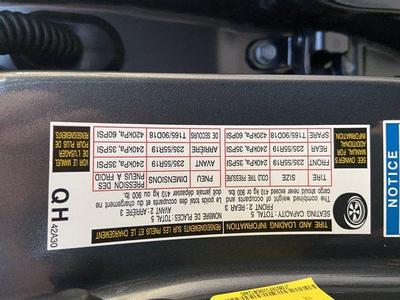 TIRE AND LOADING INFORMATION
RENSEIGNEMENTS SUR LES PNEUS ET LE
SEATING CAPACITY : TOTAL 5
FRONT 2: REAR 3
NOMBRE DE PLACES: TOTAL 5
AVANT 2: ARRIÈRE 3
The combined weight of occupants and
cargo should never exceed 410 kg or 900 lbs.
Le poids total des occupants et du
doit jamais dépasser 410 kg ou 900 lb.
TIRE SIZE COLD TIRE PRESSURE
FRONT 235/55R19 240kPa, 35PSI
REAR 235/55R19 240kPa, 35PSI
SPARE T165/90D18 420kPa, 60PSI
PNEU DIMENSIONS PRESSION DES PNEUS À FROID
AVANT 235/55R19 240kPa, 35PSI
ARRIÈRE 235/55R19 240kPa, 35PSI
DE SECOURS T165/90D18 420kPa, 60PSI
SEE OWNER'S
MANUAL FOR
ADDITIONAL
INFORMATION.
VOIR LE MANUEL
DE L'USAGER
POUR PLUS DE
RENSEIGNEMENTS
QH 42A30
NOTICE